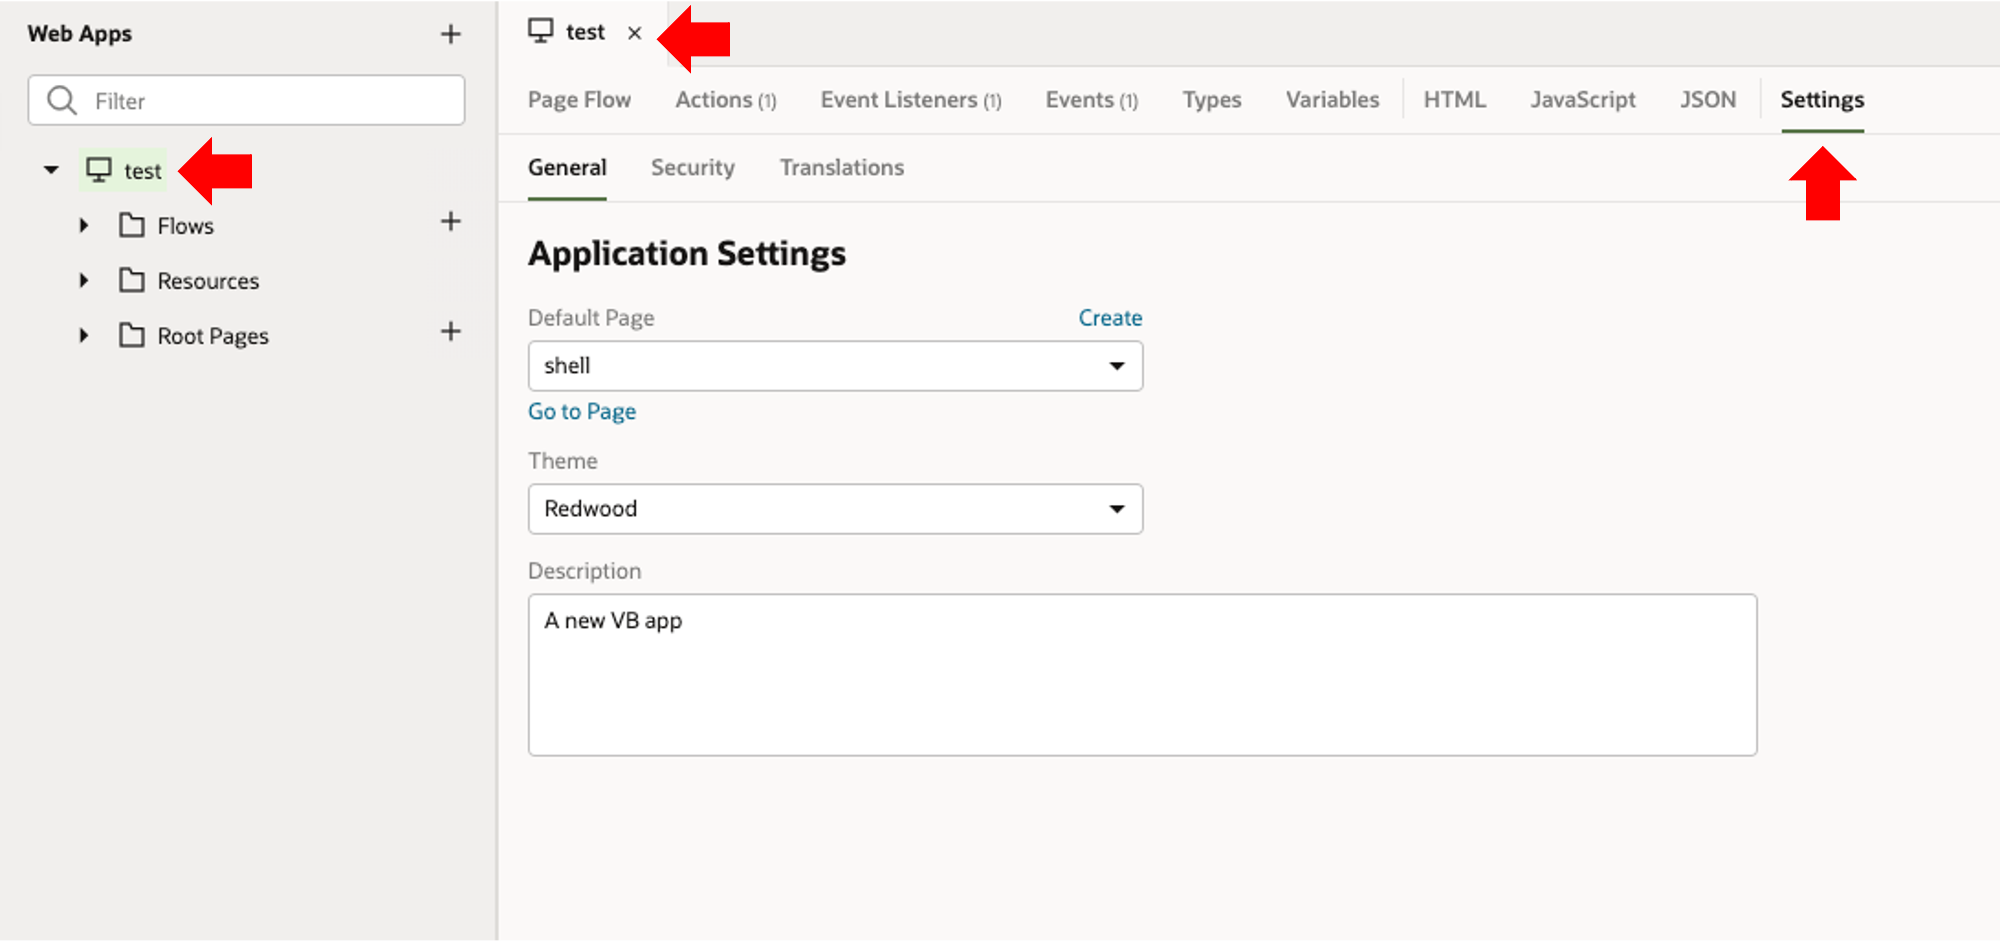 Web Apps
Filter
test
Flows
Resources
Root Pages
test
Page Flow Actions (1) Event Listeners (1) Events (1) Types Variables HTML JavaScript JSON Settings
General Security Translations
Application Settings
Default Page Create
shell
Go to Page
Theme
Redwood
Description
A new VB app